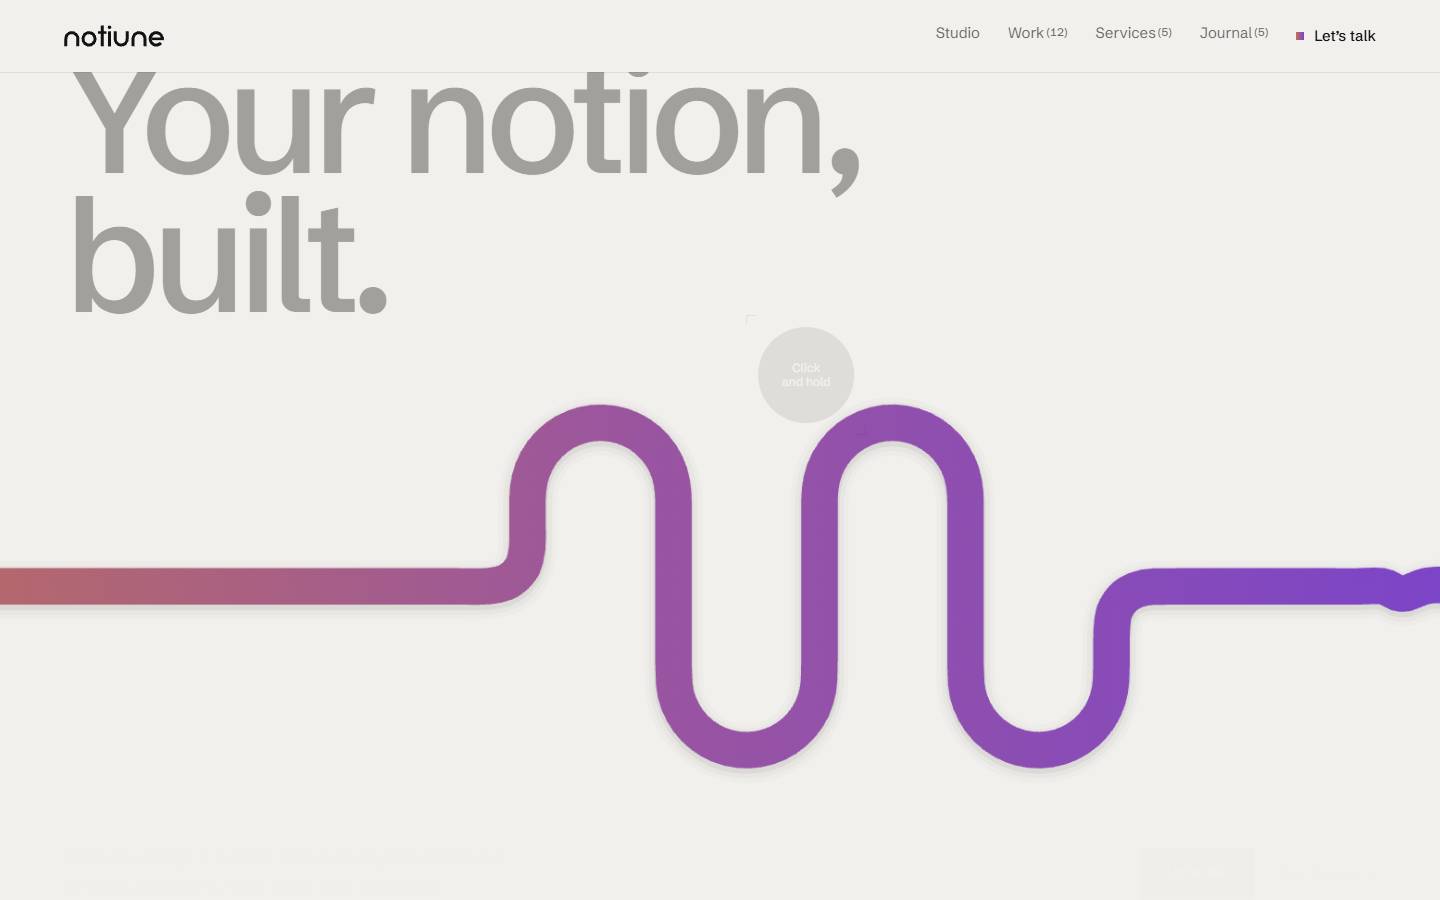 notiune
Studio
Work (12)
Services (5)
Journal (5)
Let's talk
Your notion,
built.
Click
and hold